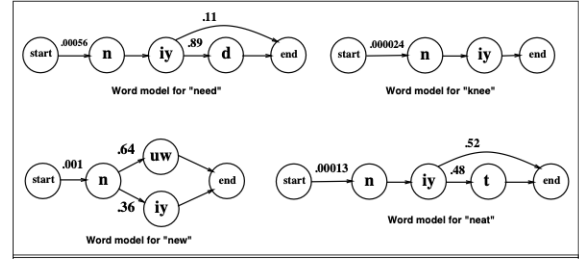 .11
.00056 .89 .000024
start n iy d end start n iy end
Word model for "need" Word model for "knee"
.64 uw .52
.001 .00013 .48
start n end start n iy t end
.36 iy
Word model for "neat"
Word model for "new"